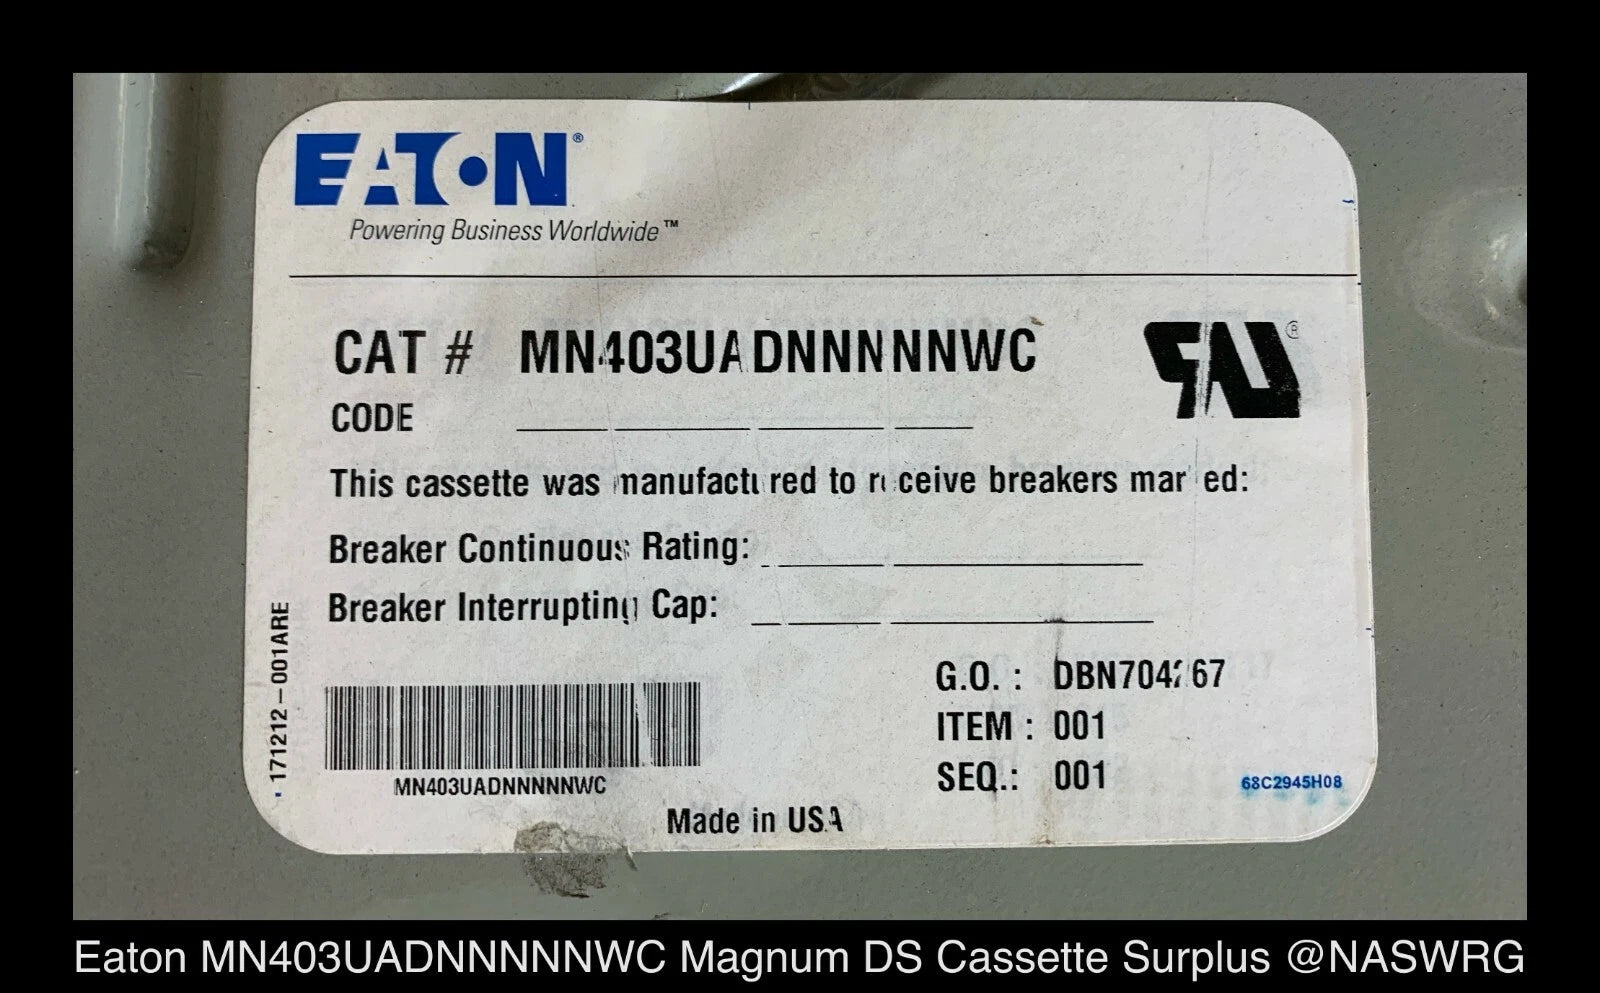 EATON®
Powering Business Worldwide™
CAT # MN403UADNNNNNWC
CODE
This cassette was manufactured to receive breakers marked:
Breaker Continuous Rating:
Breaker Interrupting Cap:
171212-001ARE
MN403UADNNNNNWC
G.O. :
ITEM : 001
SEQ.: 001
68C2945H08
Made in USA
Eaton MN403UADNNNNNWC Magnum DS Cassette Surplus @NASWRG